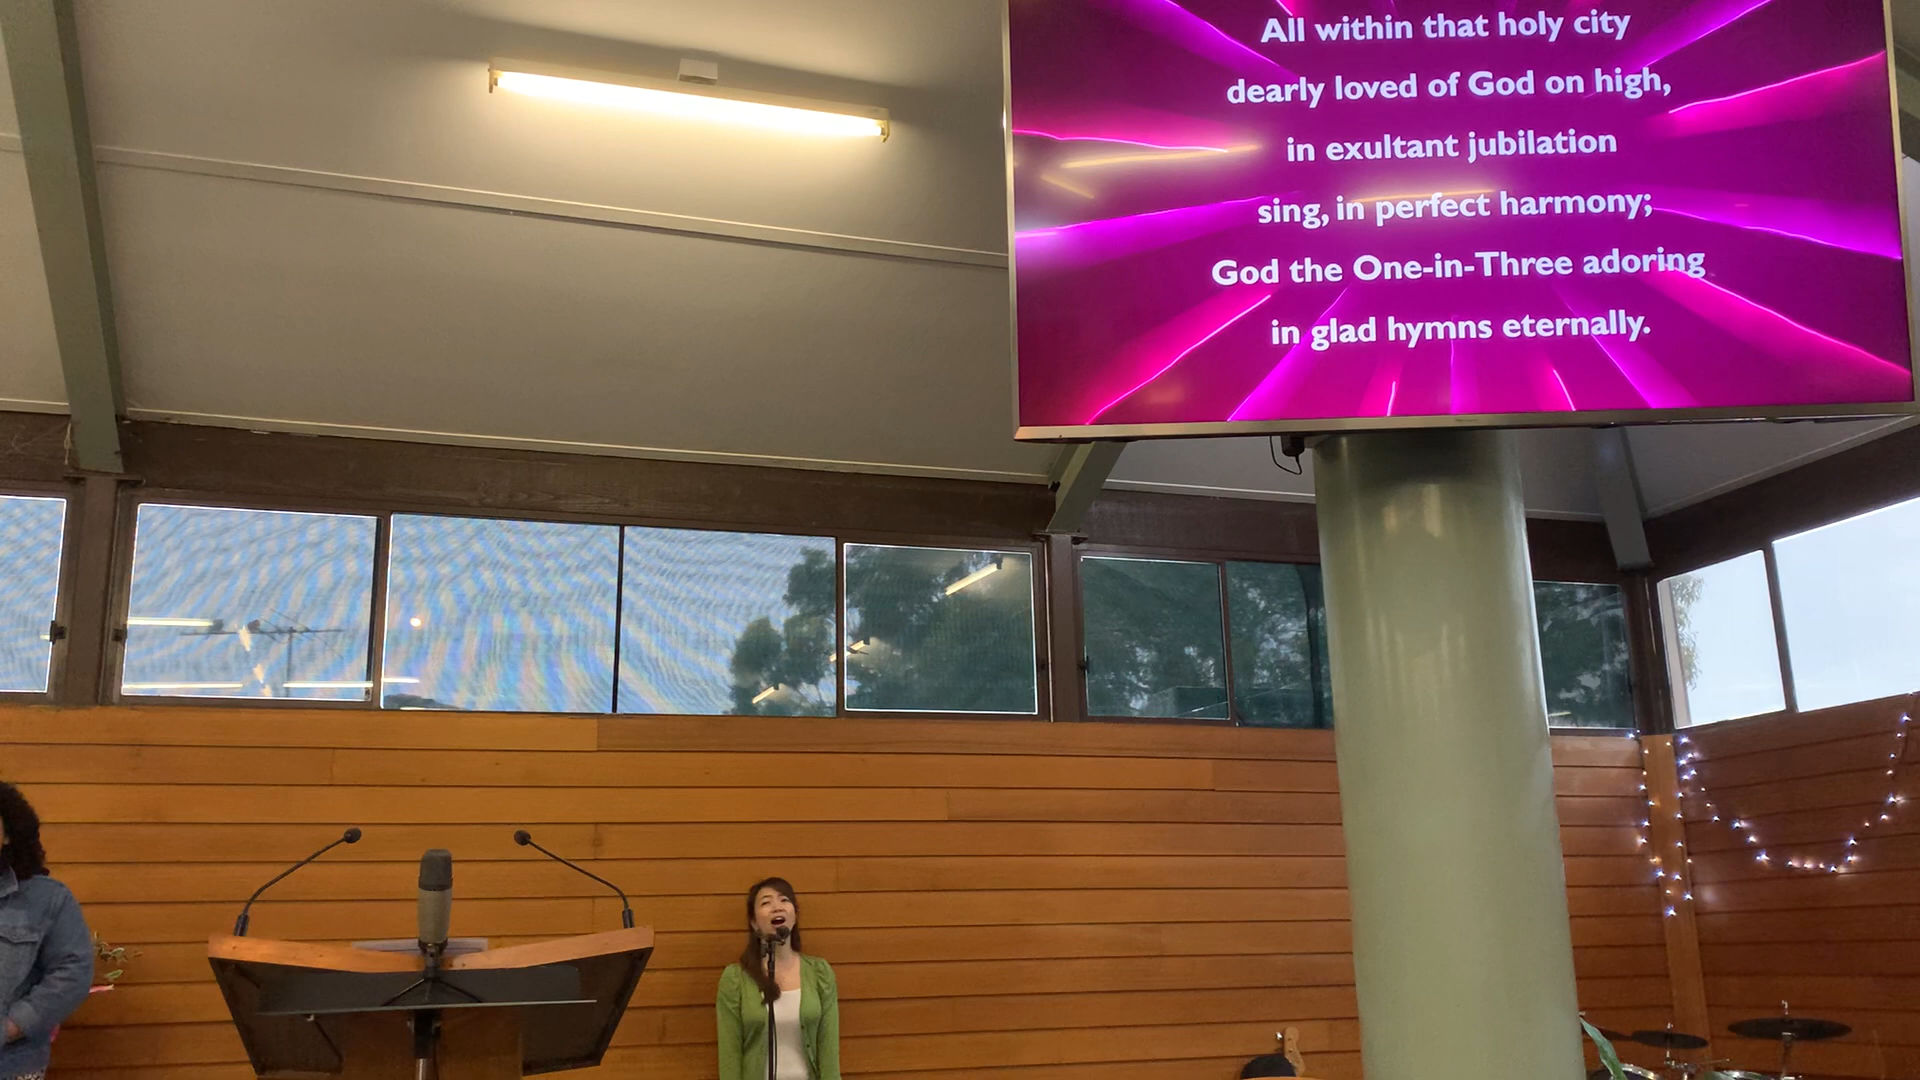 All within that holy city
dearly loved of God on high,
in exultant jubilation
sing, in perfect harmony;
God the One-in-Three adoring
in glad hymns eternally.